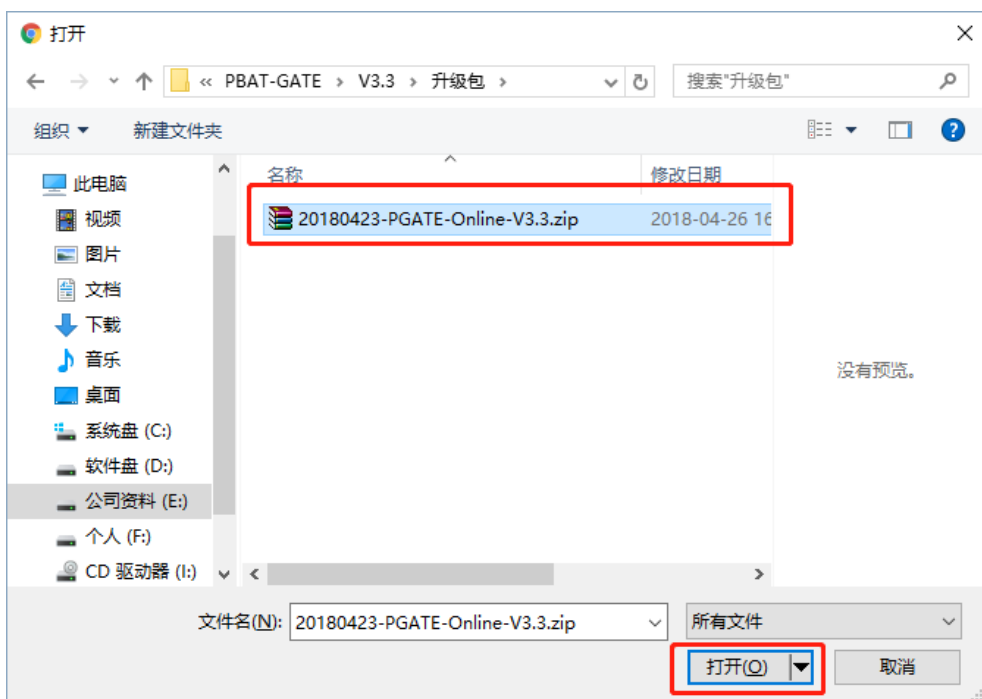 打开
« PBAT-GATE › V3.3 › 升级包 ›
搜索"升级包"
组织
新建文件夹
名称
修改日期
此电脑
20180423-PGATE-Online-V3.3.zip
2018-04-26 16
视频
图片
文档
下载
音乐
没有预览。
桌面
系统盘 (C:)
软件盘 (D:)
公司资料 (E:)
个人 (F:)
CD 驱动器 (I:)
文件名(N):
20180423-PGATE-Online-V3.3.zip
所有文件
打开(O)
取消